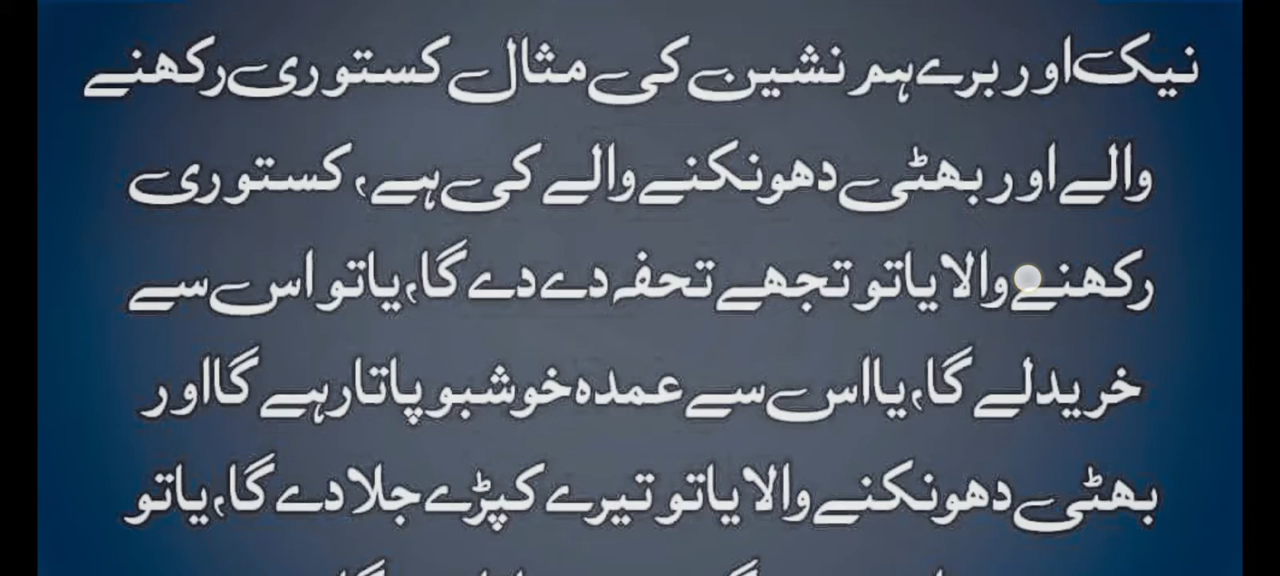 نیک اور برے ہم نشین کی مثال کستوری رکھنے
والے اور بھٹی دھونکنے والے کی ہے، کستوری
رکھنے والا یا تو تجھے تحفہ دے دے گا، یا تو اس سے
خرید لے گا، یا اس سے عمدہ خوشبو پاتا رہے گا اور
بھٹی دھونکنے والا یا تو تیرے کپڑے جلا دے گا، یا تو